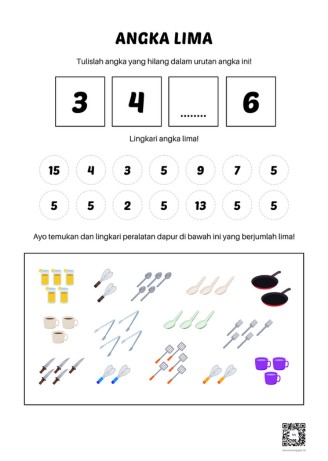 ANGKA LIMA
Tulislah angka yang hilang dalam urutan angka ini!
3 4 ........ 6
Lingkari angka lima!
15 4 3 5 9 7 5
5 5 2 5 13 5 5
Ayo temukan dan lingkari peralatan dapur di bawah ini yang berjumlah lima!